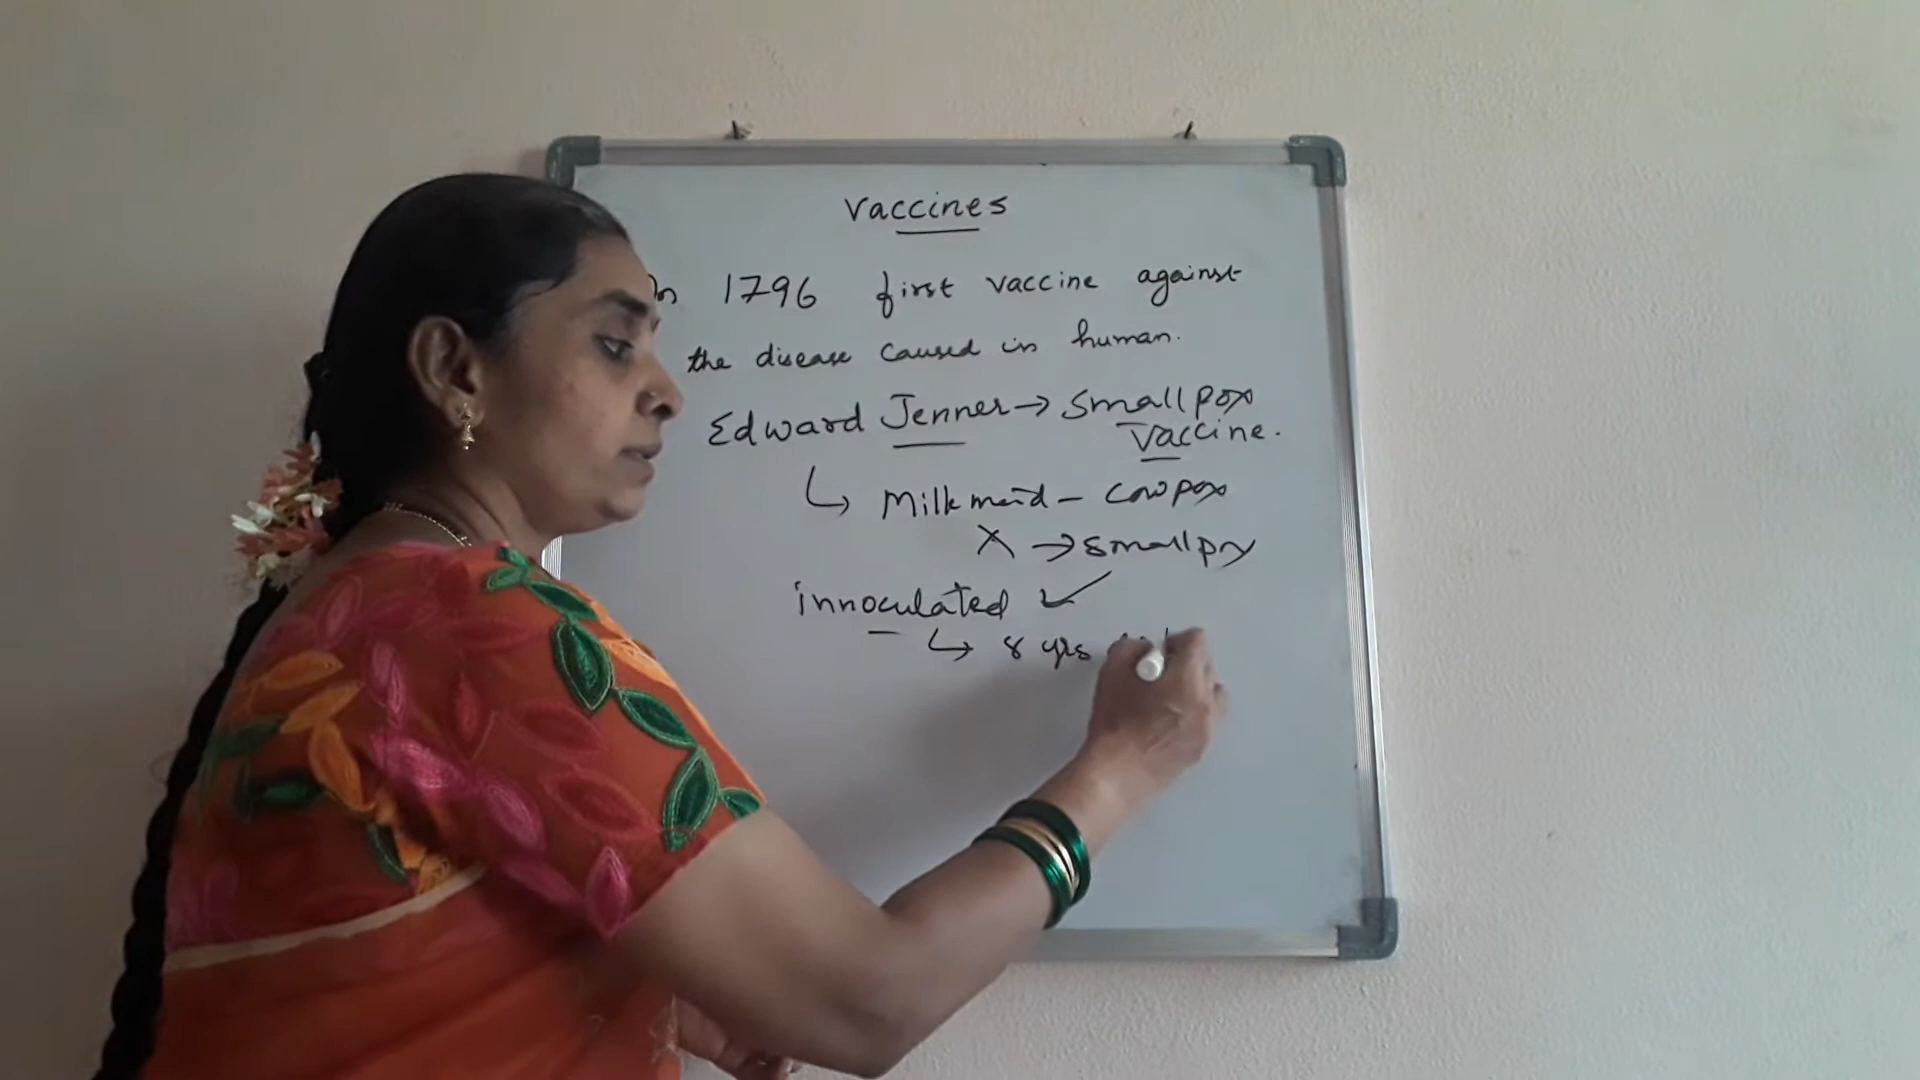 Vaccines
In 1796 first vaccine against
the disease caused in human.
Edward Jenner → Smallpox
Vaccine.
↳ Milkmaid - cowpox
X → smallpox
innoculated ✓
↳ 8 yrs